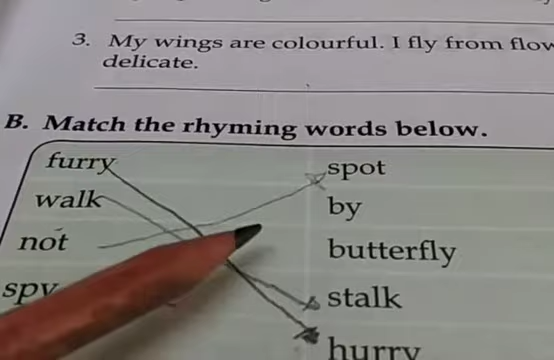 3. My wings are colourful. I fly from
delicate.
B. Match the rhyming words below.
furry spot
walk by
not butterfly
spy stalk
hurry